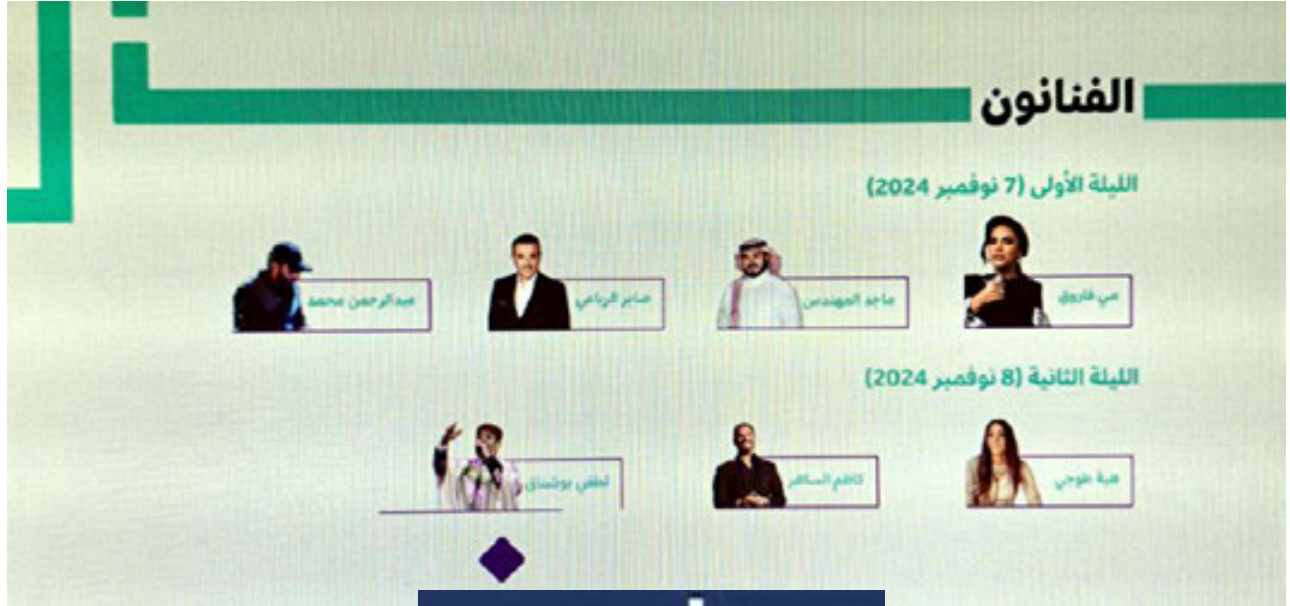 الفنانون
الليلة الأولى (7 نوفمبر 2024)
مي فاروق
ماجد المهندس
صابر الرباعي
عبدالرحمن محمد
الليلة الثانية (8 نوفمبر 2024)
هبة طوجي
كاظم الساهر
لطفي بوشناق